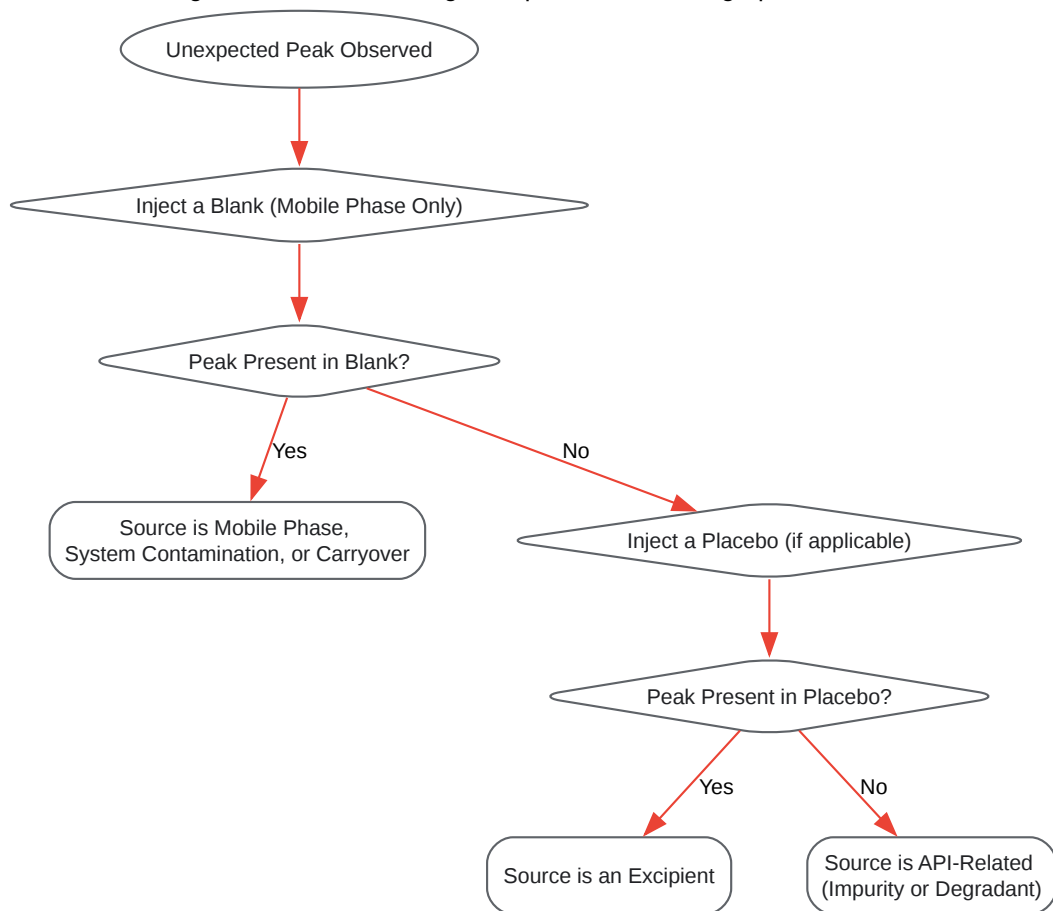 Unexpected Peak Observed
Inject a Blank (Mobile Phase Only)
Peak Present in Blank?
Yes
No
Source is Mobile Phase,
System Contamination, or Carryover
Inject a Placebo (if applicable)
Peak Present in Placebo?
Yes
No
Source is an Excipient
Source is API-Related
(Impurity or Degradant)